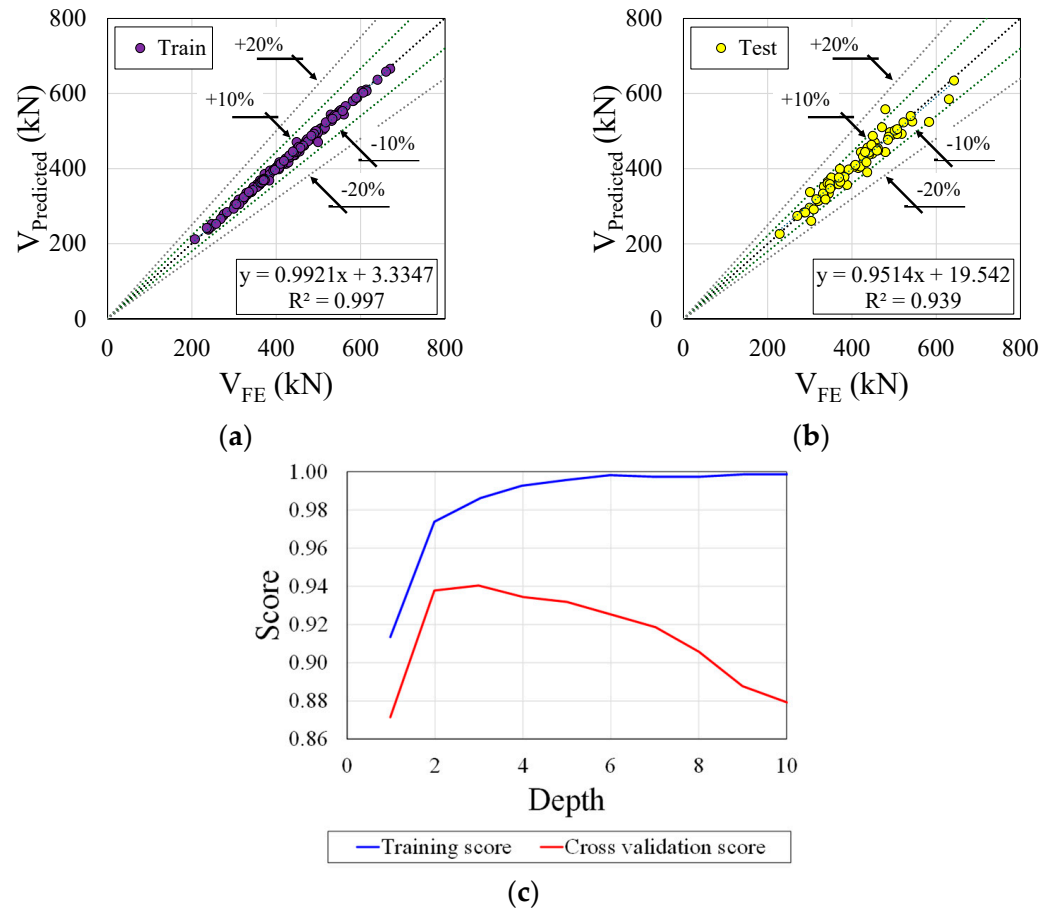 800
600
400
200
0
V_Predicted (kN)
Train
+20%
+10%
-10%
-20%
y = 0.9921x + 3.3347
R² = 0.997
0 200 400 600 800
V_FE (kN)
(a)
800
600
400
200
0
V_Predicted (kN)
Test
+20%
+10%
-10%
-20%
y = 0.9514x + 19.542
R² = 0.939
0 200 400 600 800
V_FE (kN)
(b)
1.00
0.98
0.96
0.94
0.92
0.90
0.88
0.86
Score
0 2 4 6 8 10
Depth
Training score Cross validation score
(c)